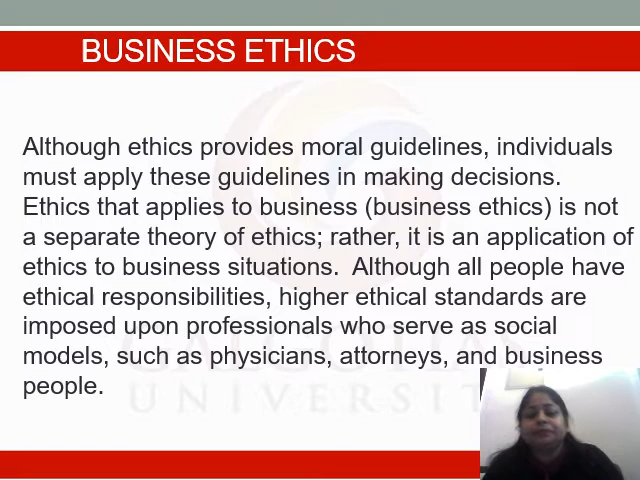 BUSINESS ETHICS
Although ethics provides moral guidelines, individuals
must apply these guidelines in making decisions.
Ethics that applies to business (business ethics) is not
a separate theory of ethics; rather, it is an application of
ethics to business situations.  Although all people have
ethical responsibilities, higher ethical standards are
imposed upon professionals who serve as social
models, such as physicians, attorneys, and business
people.
GALGOTIAS
UNIVERSITY